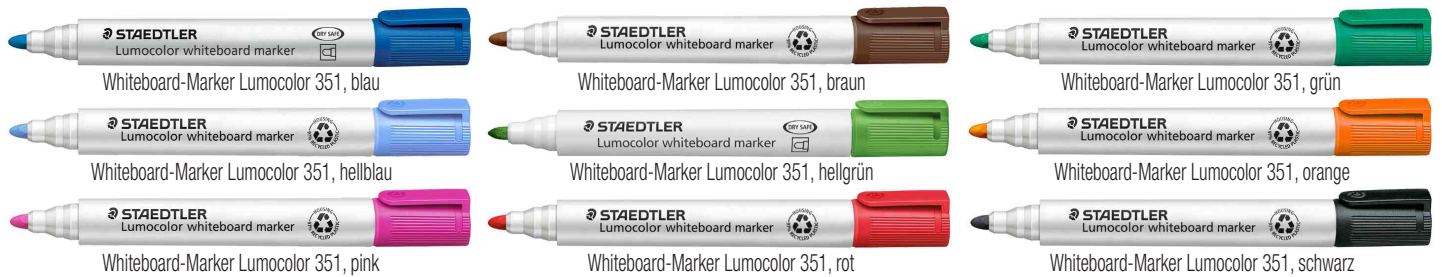 STAEDTLER DRY SAFE
Lumocolor whiteboard marker
Whiteboard-Marker Lumocolor 351, blau
STAEDTLER
Lumocolor whiteboard marker
Whiteboard-Marker Lumocolor 351, braun
STAEDTLER
Lumocolor whiteboard marker
Whiteboard-Marker Lumocolor 351, grün
STAEDTLER
Lumocolor whiteboard marker
Whiteboard-Marker Lumocolor 351, hellblau
STAEDTLER DRY SAFE
Lumocolor whiteboard marker
Whiteboard-Marker Lumocolor 351, hellgrün
STAEDTLER
Lumocolor whiteboard marker
Whiteboard-Marker Lumocolor 351, orange
STAEDTLER
Lumocolor whiteboard marker
Whiteboard-Marker Lumocolor 351, pink
STAEDTLER
Lumocolor whiteboard marker
Whiteboard-Marker Lumocolor 351, rot
STAEDTLER
Lumocolor whiteboard marker
Whiteboard-Marker Lumocolor 351, schwarz